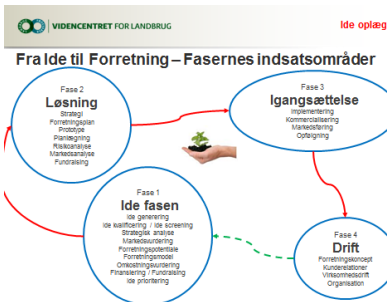 VIDENCENTRET FOR LANDBRUG
Ide oplæg
Fra Ide til Forretning – Fasernes indsatsområder
Fase 2
Løsning
Strategi
Forretningsplan
Prototype
Planlægning
Risikoanalyse
Markedsanalyse
Fundraising
Fase 3
Igangsættelse
Implementering
Kommercialisering
Markedsføring
Opfølgning
Fase 1
Ide fasen
Ide generering
Ide kvalificering / ide screening
Strategisk analyse
Markedsvurdering
Forretningspotentiale
Forretningsmodel
Omkostningsvurdering
Finansiering / Fundraising
Ide prioritering
Fase 4
Drift
Forretningskoncept
Kunderelationer
Virksomhedsdrift
Organisation